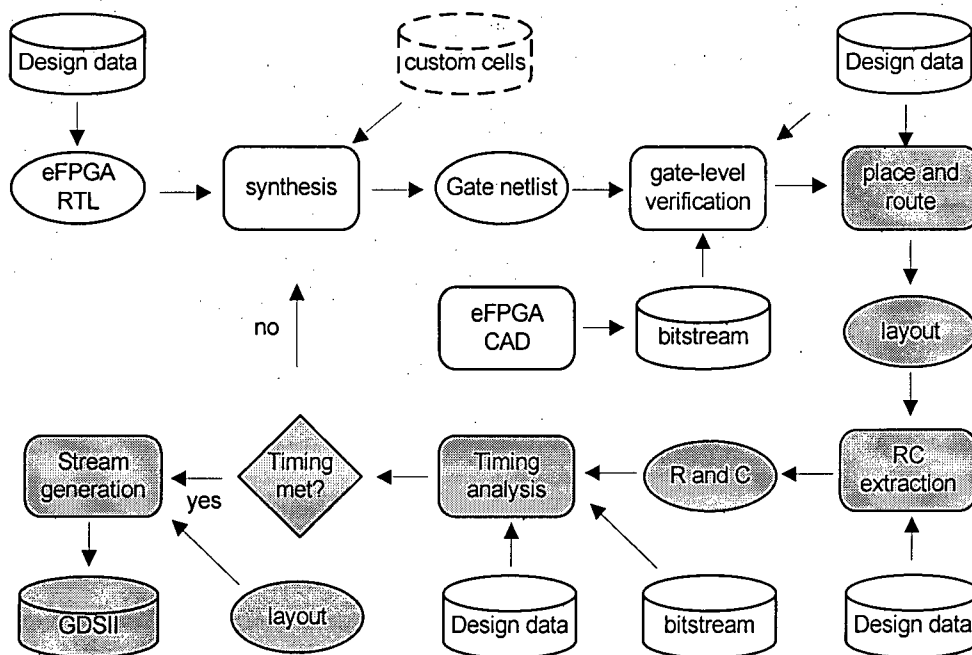 Design data
custom cells
Design data
eFPGA
RTL
synthesis
Gate netlist
gate-level
verification
place and
route
no
eFPGA
CAD
bitstream
layout
Stream
generation
yes
Timing
met?
Timing
analysis
R and C
RC
extraction
GDSII
layout
Design data
bitstream
Design data